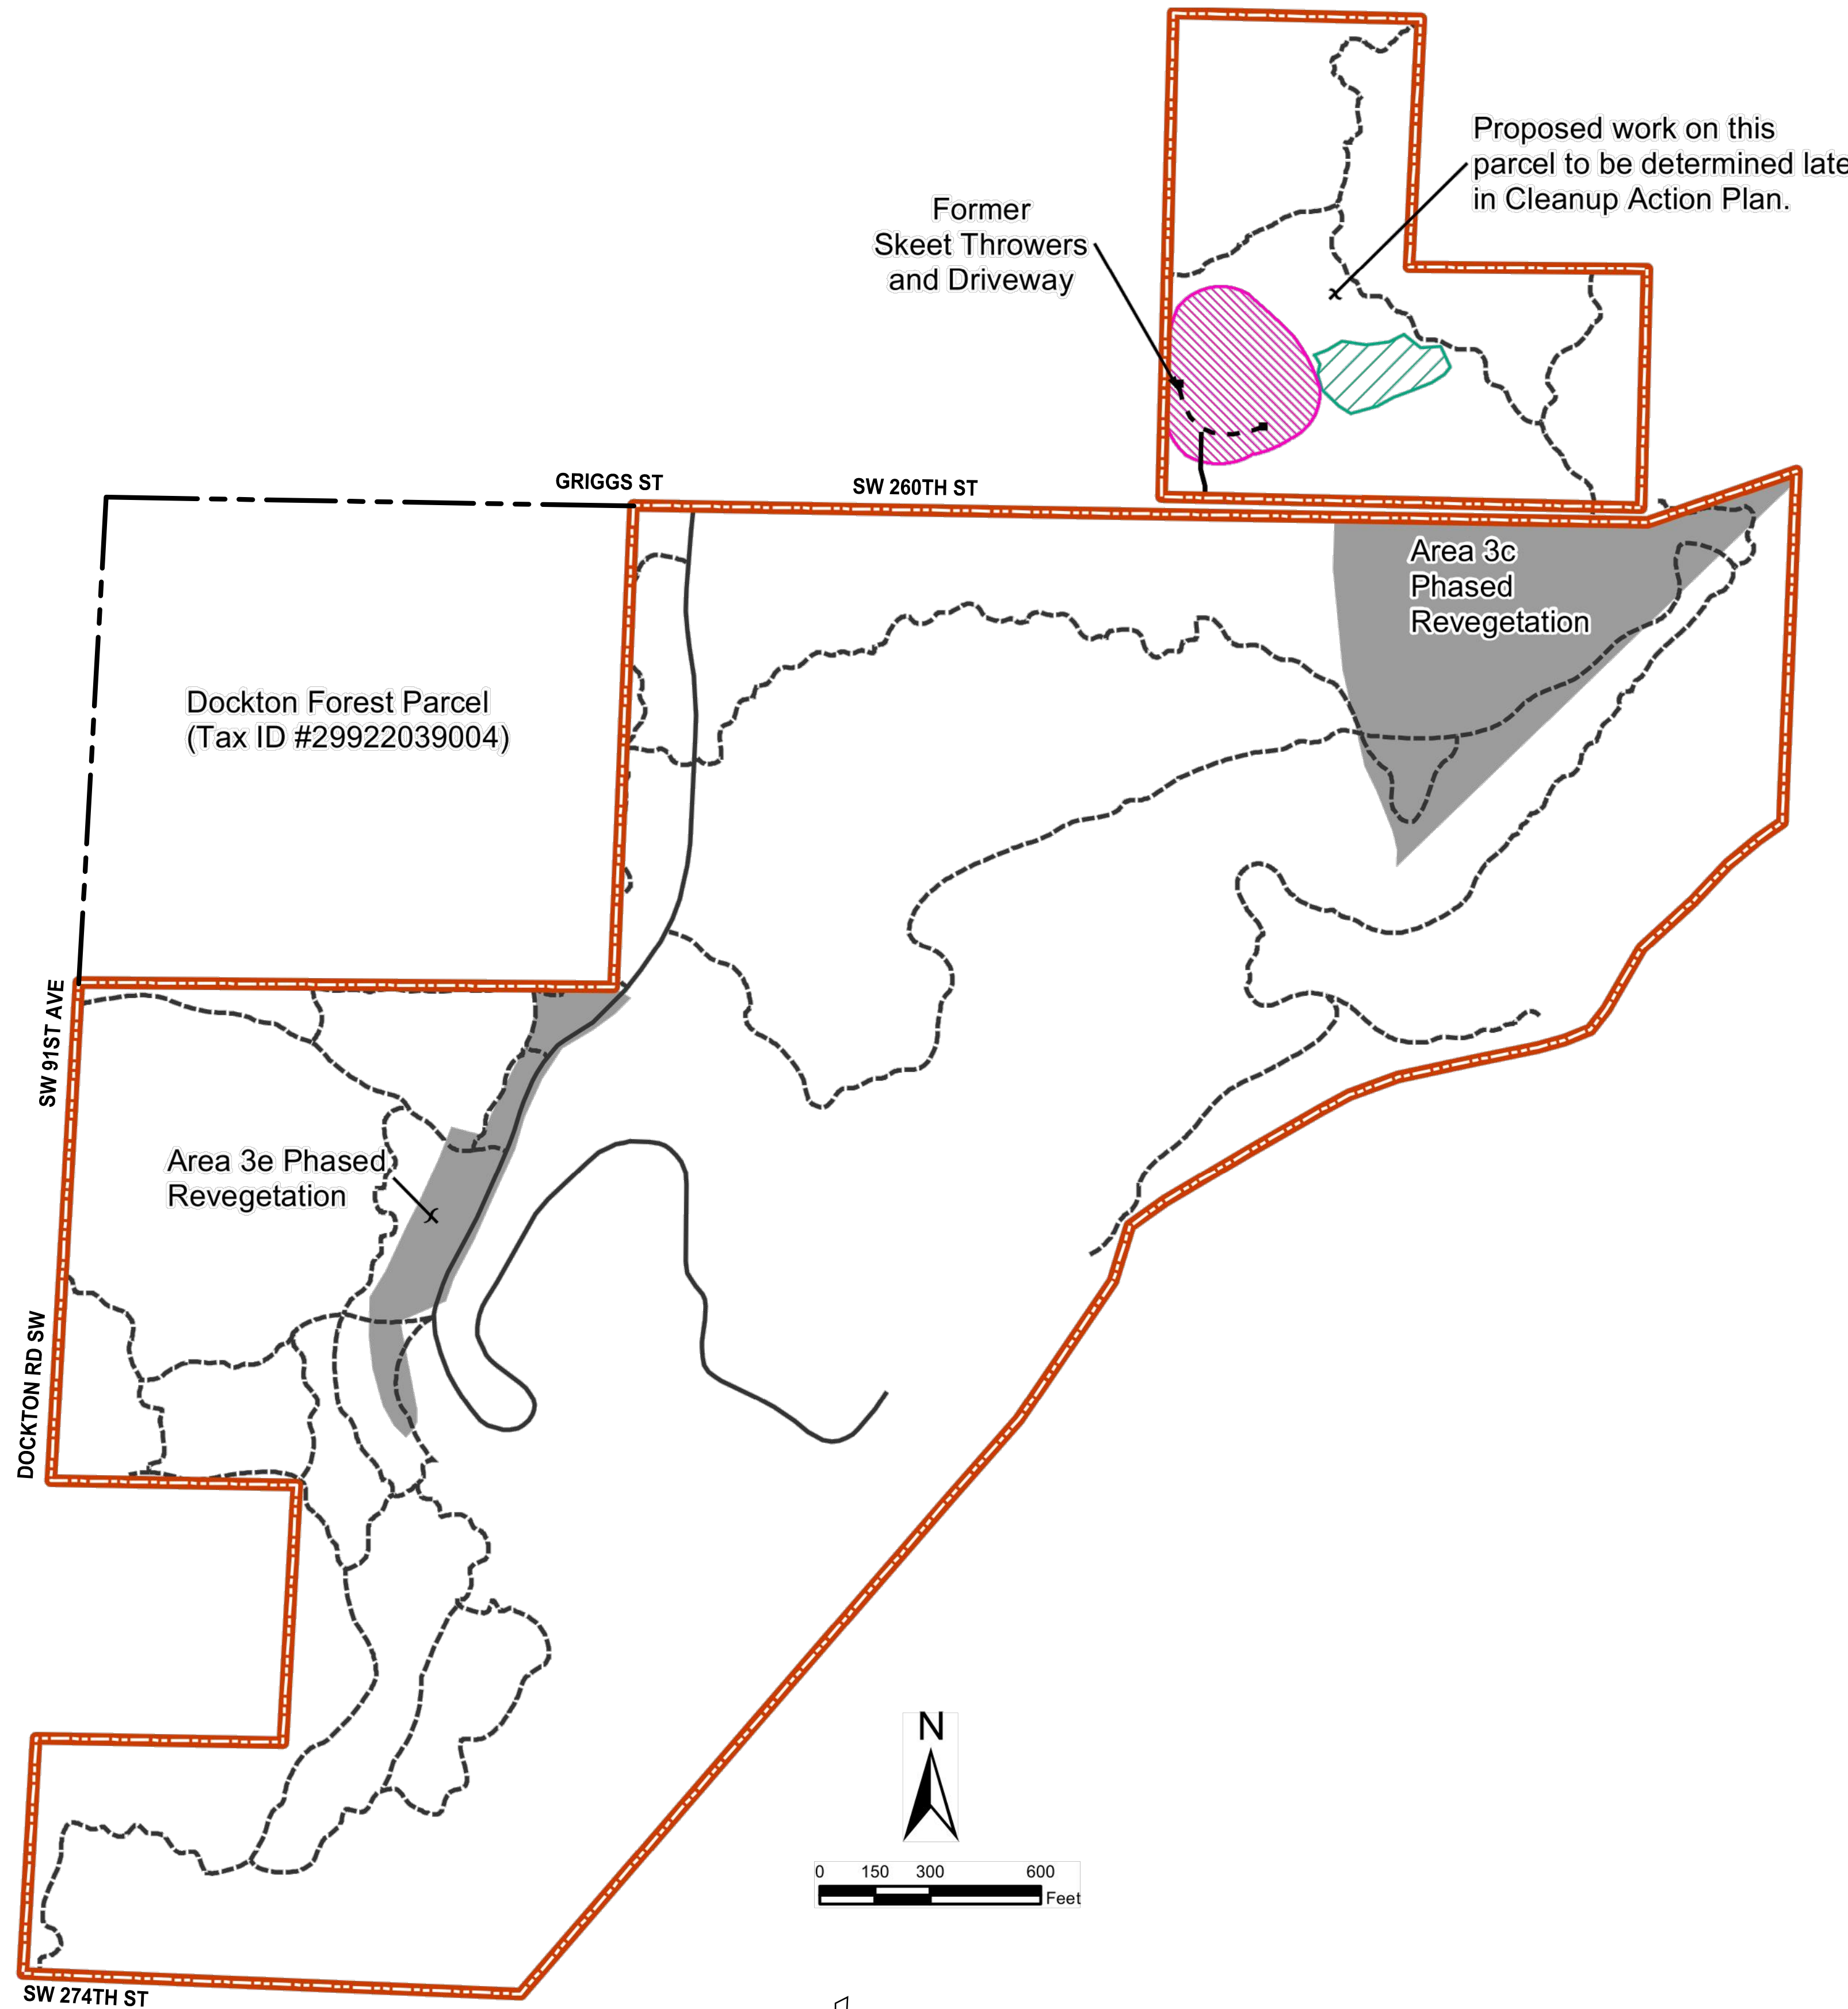 Proposed work on this
parcel to be determined late
in Cleanup Action Plan.
Former
Skeet Throwers
and Driveway
GRIGGS ST
SW 260TH ST
Area 3c
Phased
Revegetation
Dockton Forest Parcel
(Tax ID #29922039004)
SW 91ST AVE
Area 3e Phased
Revegetation
DOCKTON RD SW
N
0 150 300 600
Feet
SW 274TH ST